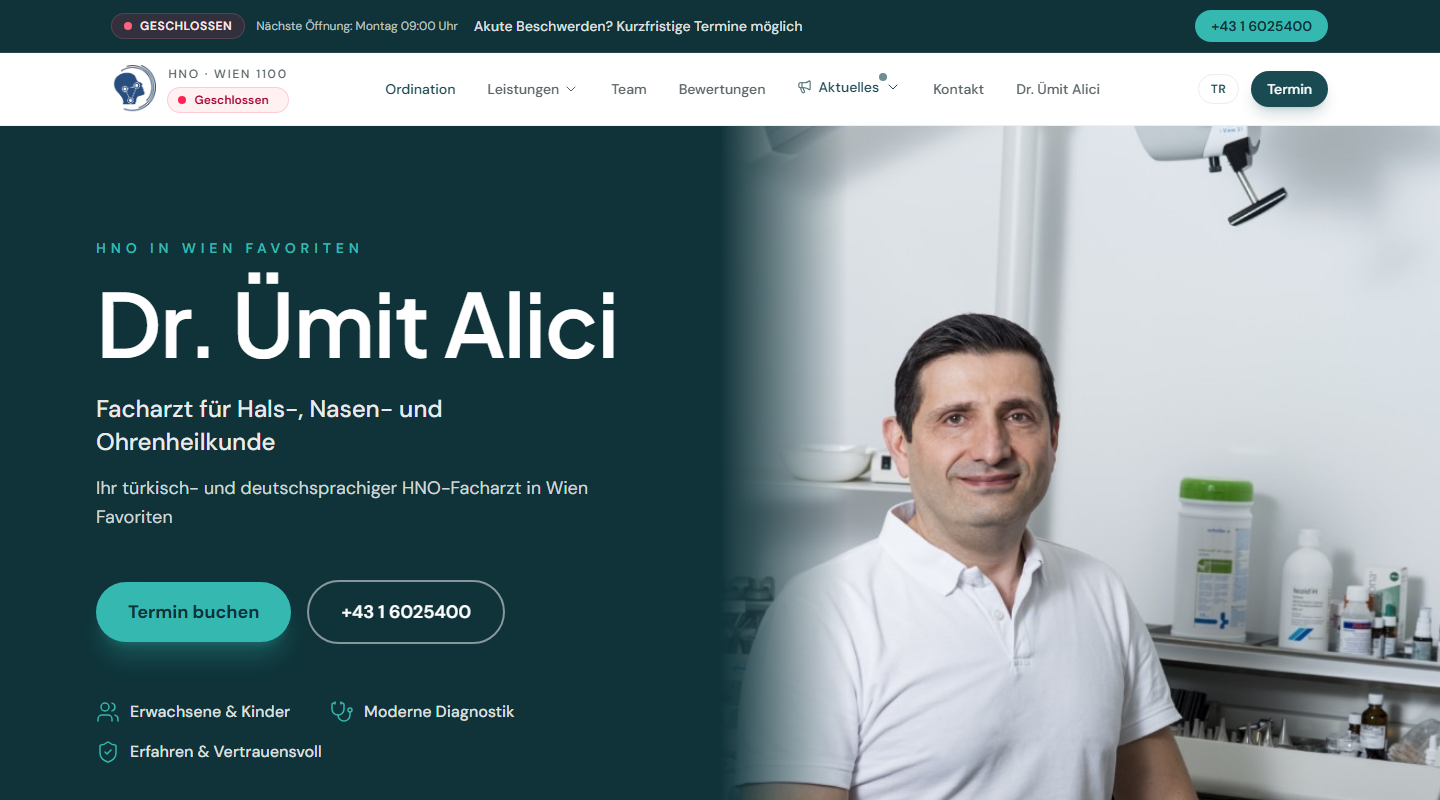 GESCHLOSSEN Nächste Öffnung: Montag 09:00 Uhr Akute Beschwerden? Kurzfristige Termine möglich +43 1 6025400
HNO · WIEN 1100
Geschlossen
Ordination Leistungen Team Bewertungen Aktuelles Kontakt Dr. Ümit Alici TR Termin
HNO IN WIEN FAVORITEN
Dr. Ümit Alici
Facharzt für Hals-, Nasen- und
Ohrenheilkunde
Ihr türkisch- und deutschsprachiger HNO-Facharzt in Wien
Favoriten
Termin buchen +43 1 6025400
Erwachsene & Kinder Moderne Diagnostik
Erfahren & Vertrauensvoll